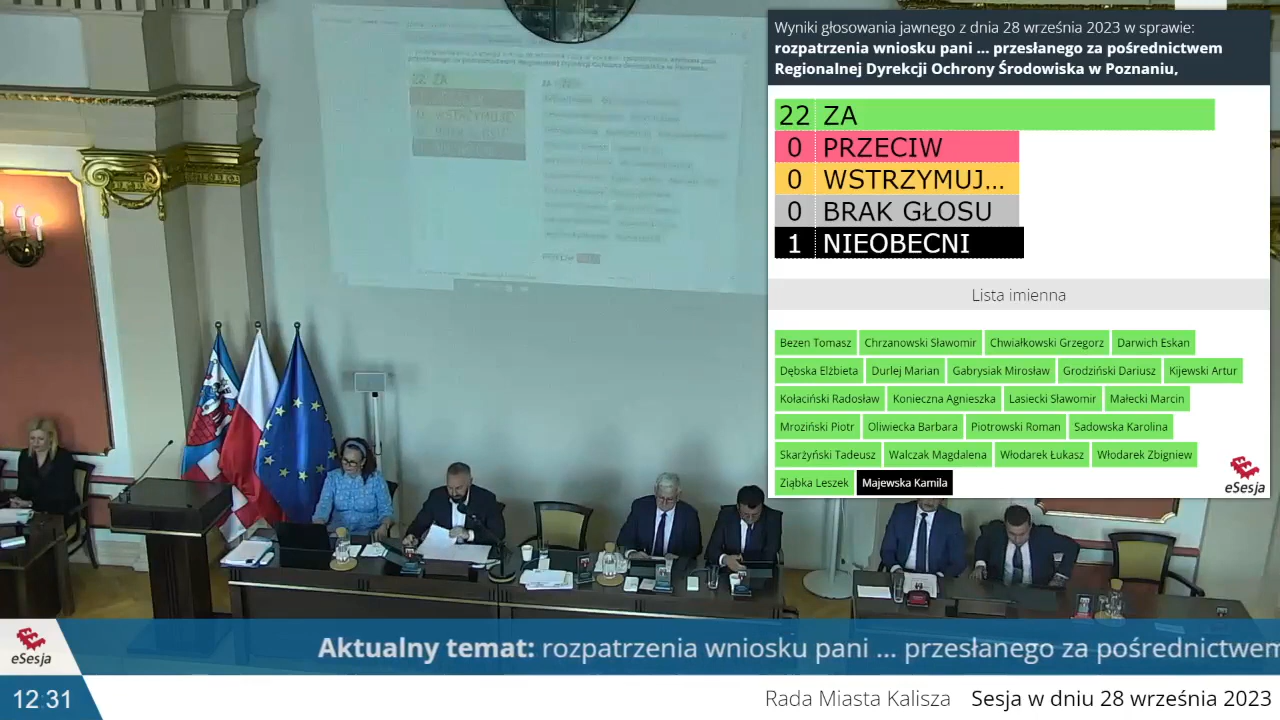 Wyniki głosowania jawnego z dnia 28 września 2023 w sprawie:
rozpatrzenia wniosku pani ... przesłanego za pośrednictwem
Regionalnej Dyrekcji Ochrony Środowiska w Poznaniu,
22 ZA
0 PRZECIW
0 WSTRZYMUJ...
0 BRAK GŁOSU
1 NIEOBECNI
Lista imienna
Bezen Tomasz Chrzanowski Sławomir Chwiałkowski Grzegorz Darwich Eskan
Dębska Elżbieta Durlej Marian Gabrysiak Mirosław Grodziński Dariusz Kijewski Artur
Kołaciński Radosław Konieczna Agnieszka Lasiecki Sławomir Małecki Marcin
Mroziński Piotr Oliwiecka Barbara Piotrowski Roman Sadowska Karolina
Skarżyński Tadeusz Walczak Magdalena Włodarek Łukasz Włodarek Zbigniew
Ziąbka Leszek Majewska Kamila
eSesja
22 ZA
eSesja
Aktualny temat: rozpatrzenia wniosku pani ... przesłanego za pośrednictwem
12:31
Rada Miasta Kalisza Sesja w dniu 28 września 2023